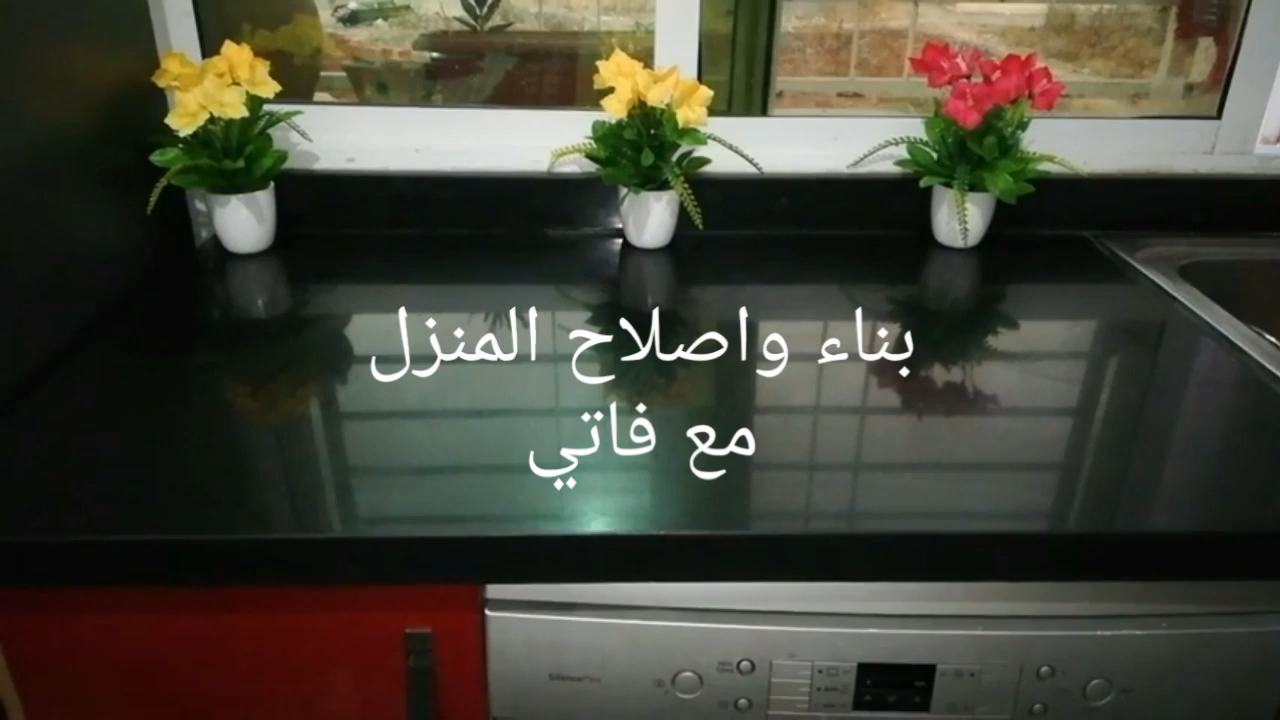 بناء واصلاح المنزل
مع فاتي